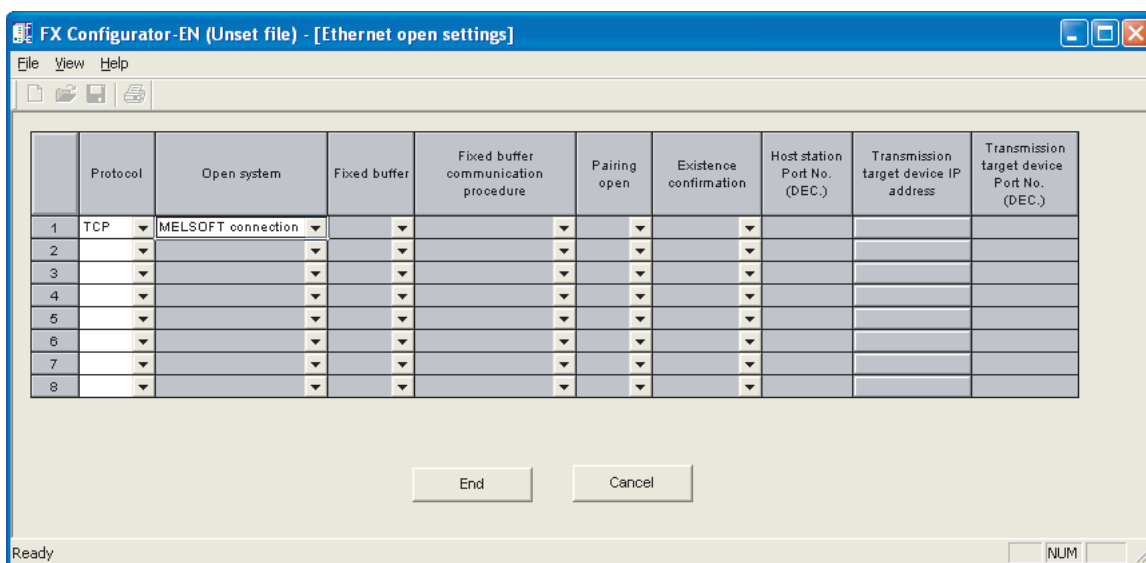 FX Configurator-EN (Unset file) - [Ethernet open settings]
File View Help
Protocol Open system Fixed buffer Fixed buffer communication procedure Pairing open Existence confirmation Host station Port No. (DEC.) Transmission target device IP address Transmission target device Port No. (DEC.)
1 TCP MELSOFT connection
2
3
4
5
6
7
8
End Cancel
Ready NUM